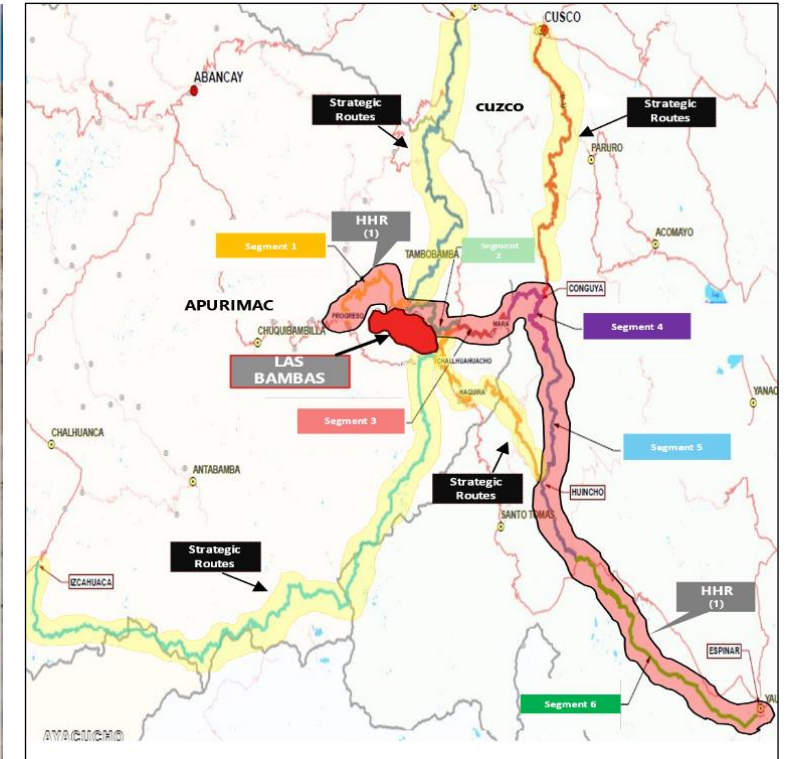 CUSCO
ABANCAY
Strategic
Routes
cuzco
Strategic
Routes
PARURO
HHR
(1)
ACOMAYO
Segment 1
TAMBOBAMBA
Segment
2
CONGUYA
APURIMAC
PROGRESO
MARA
Segment 4
CHUQUIBAMBILLA
LAS
BAMBAS
CHALLHUAHUACHO
YANAO
HAQUIRA
Segment 3
CHALHUANCA
Segment 5
ANTABAMBA
Strategic
Routes
HUINCHO
SANTO TOMAS
Strategic
Routes
IZCAHUACA
HHR
(1)
ESPINAR
Segment 6
YAU
AYACUCHO